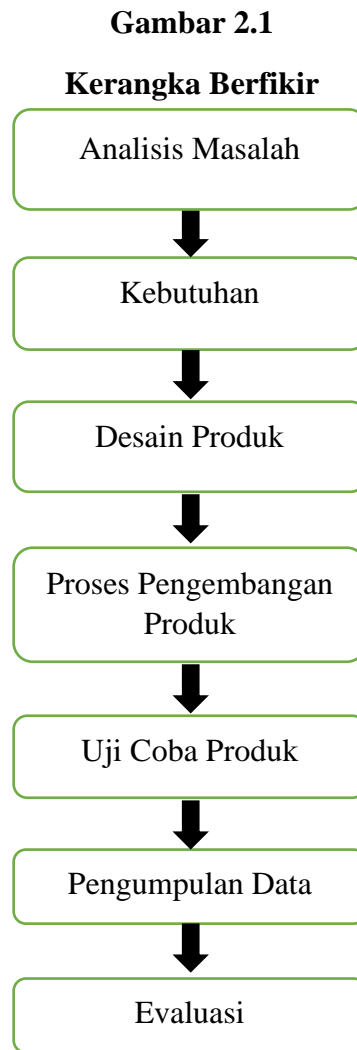 Gambar 2.1
Kerangka Berfikir
Analisis Masalah
Kebutuhan
Desain Produk
Proses Pengembangan
Produk
Uji Coba Produk
Pengumpulan Data
Evaluasi